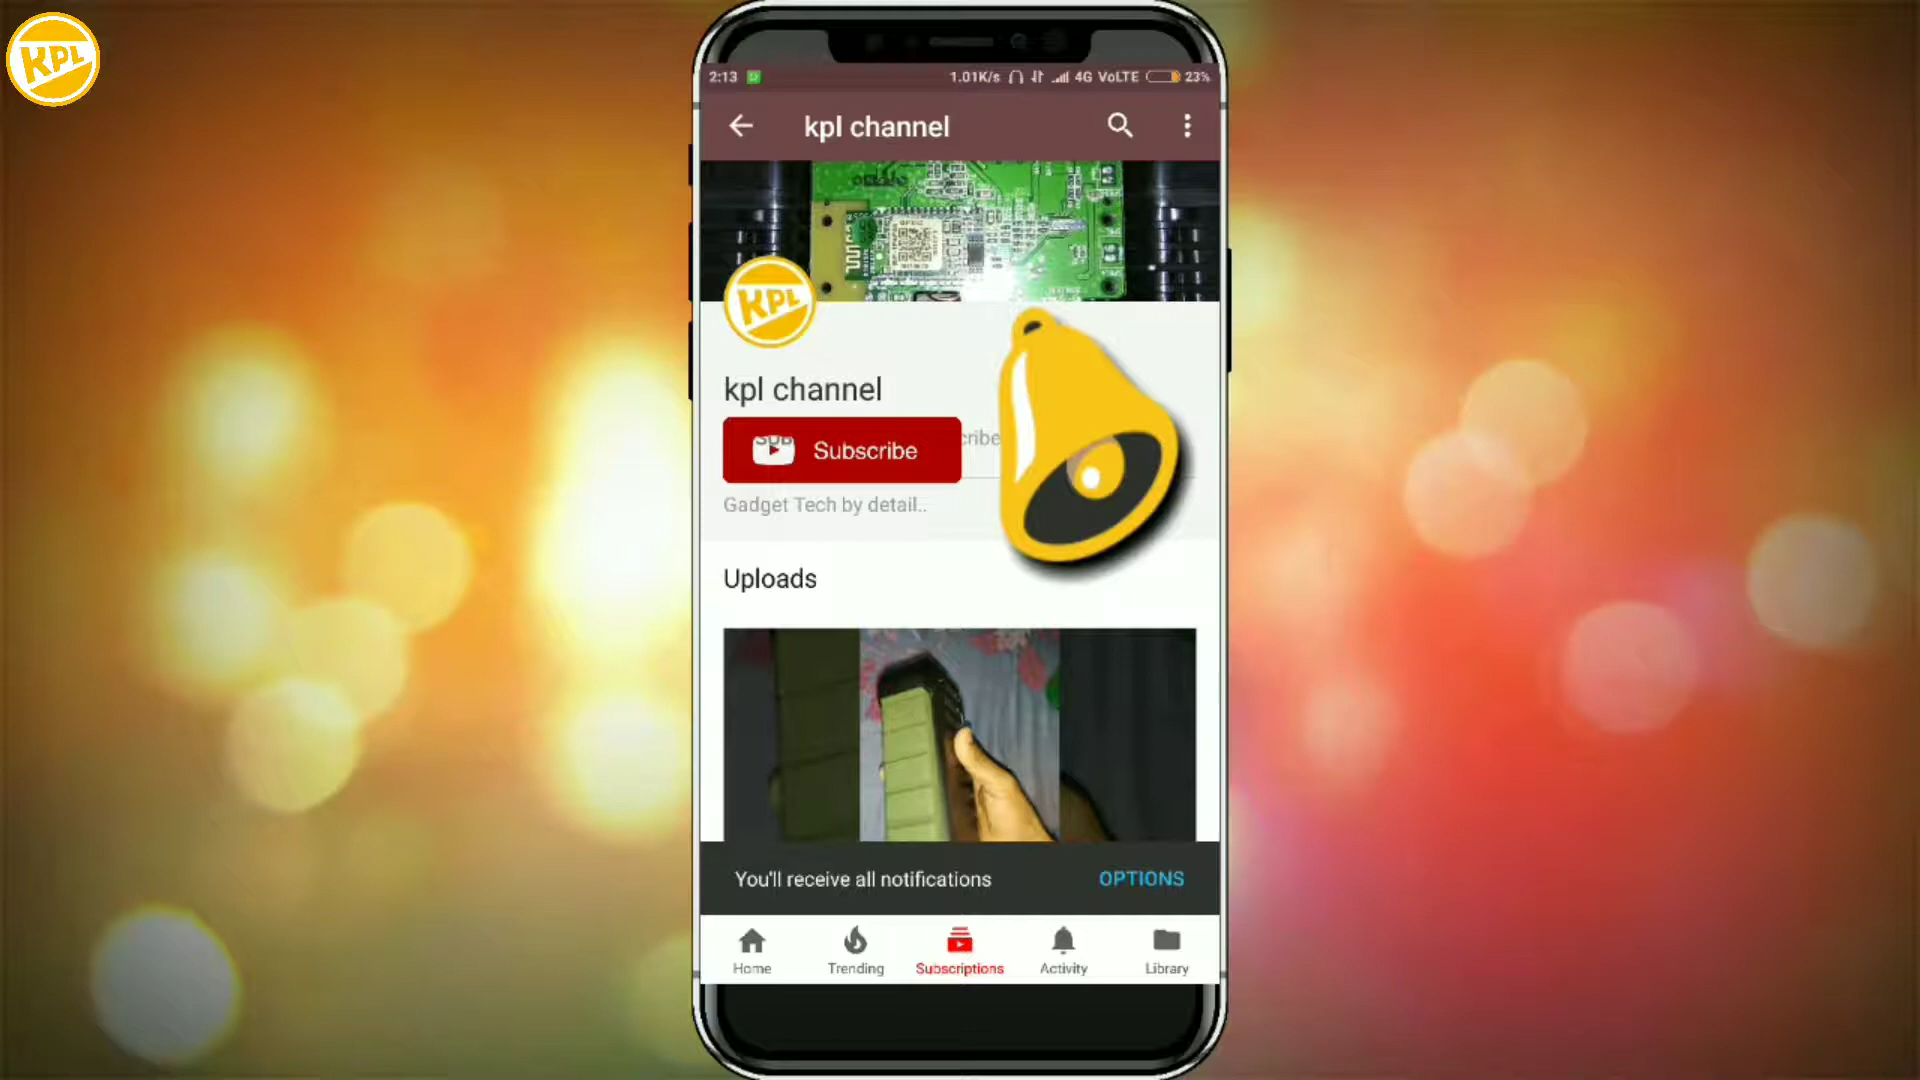 KPL
2:13 1.01K/s 4G VoLTE 23%
kpl channel
KPL
kpl channel
Subscribe
Gadget Tech by detail..
Uploads
You'll receive all notifications OPTIONS
Home Trending Subscriptions Activity Library